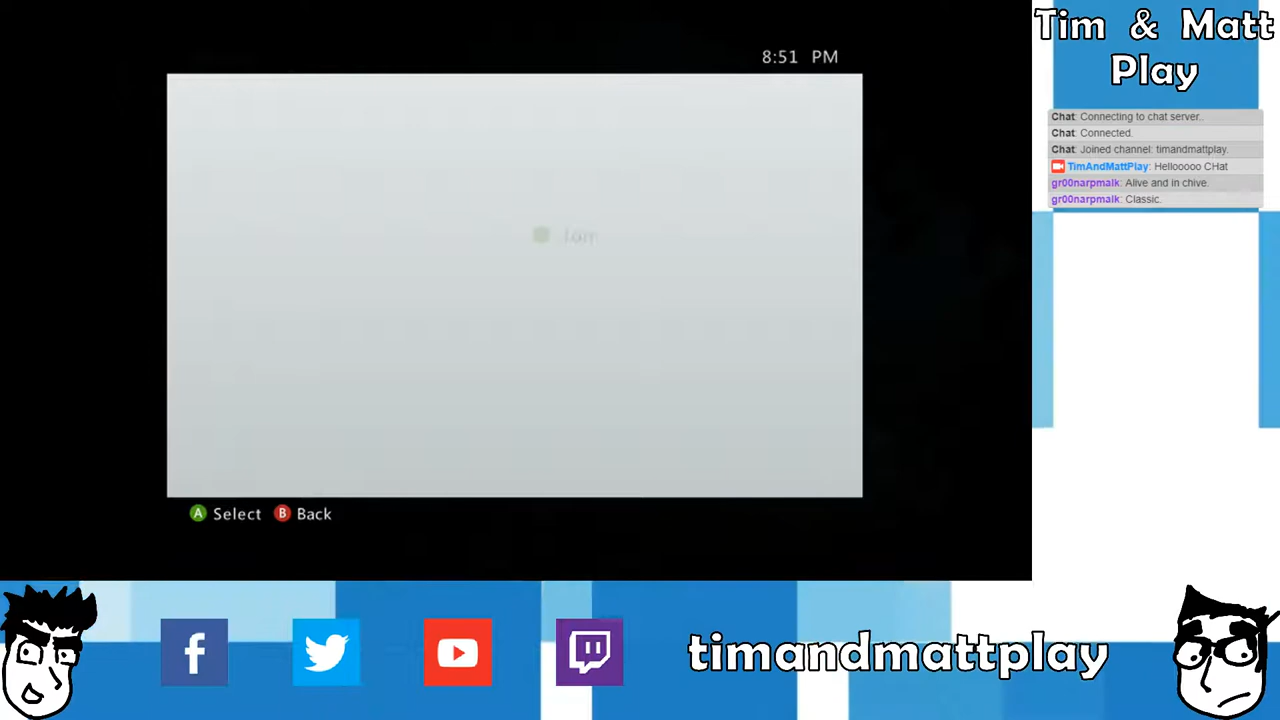 8:51 PM
A Select B Back
Tim & Matt
Play
Chat: Connecting to chat server..
Chat: Connected.
Chat: Joined channel: timandmattplay.
TimAndMattPlay: Hellooooo CHat
gr00narpmalk: Alive and in chive.
gr00narpmalk: Classic.
f
timandmattplay